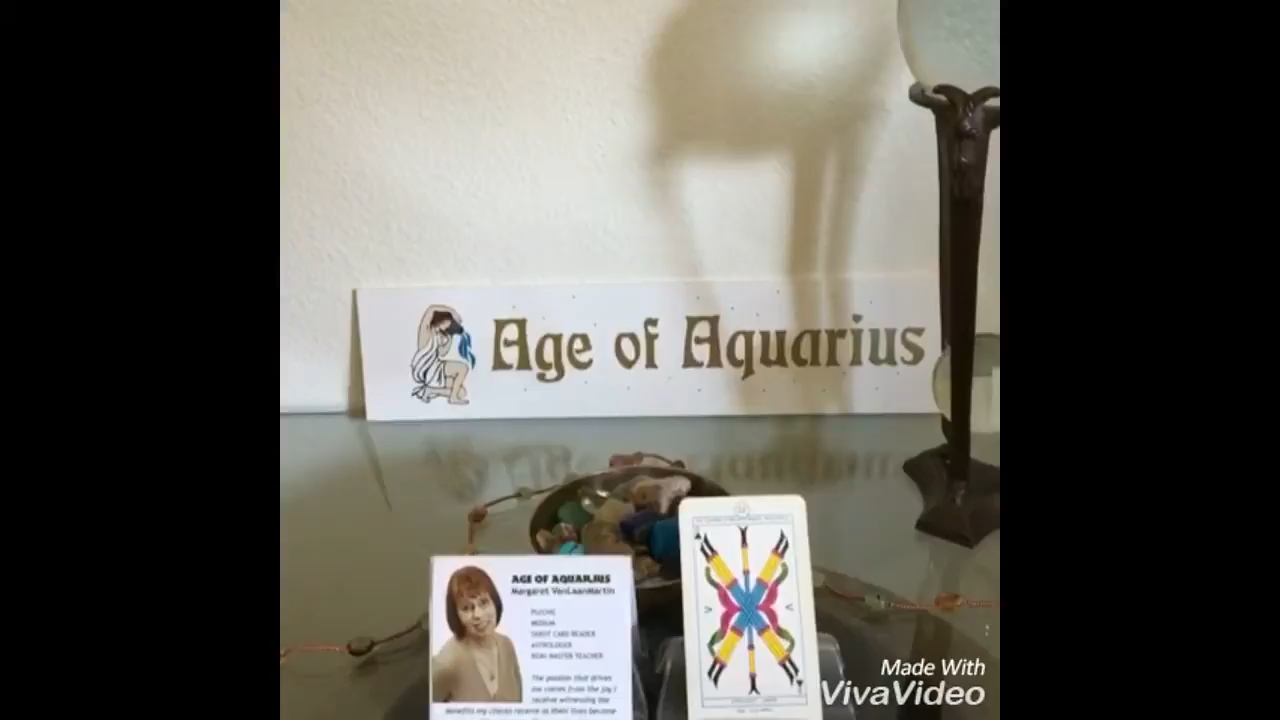 Age of Aquarius
AGE OF AQUARIUS
Margaret VanLaanMartin
PSYCHIC
MEDIUM
TAROT CARD READER
ASTROLOGER
REIKI MASTER TEACHER
The passion that drives
me comes from the joy I
receive witnessing the
benefits my clients receive as their lives become
V
V
Made With
VivaVideo